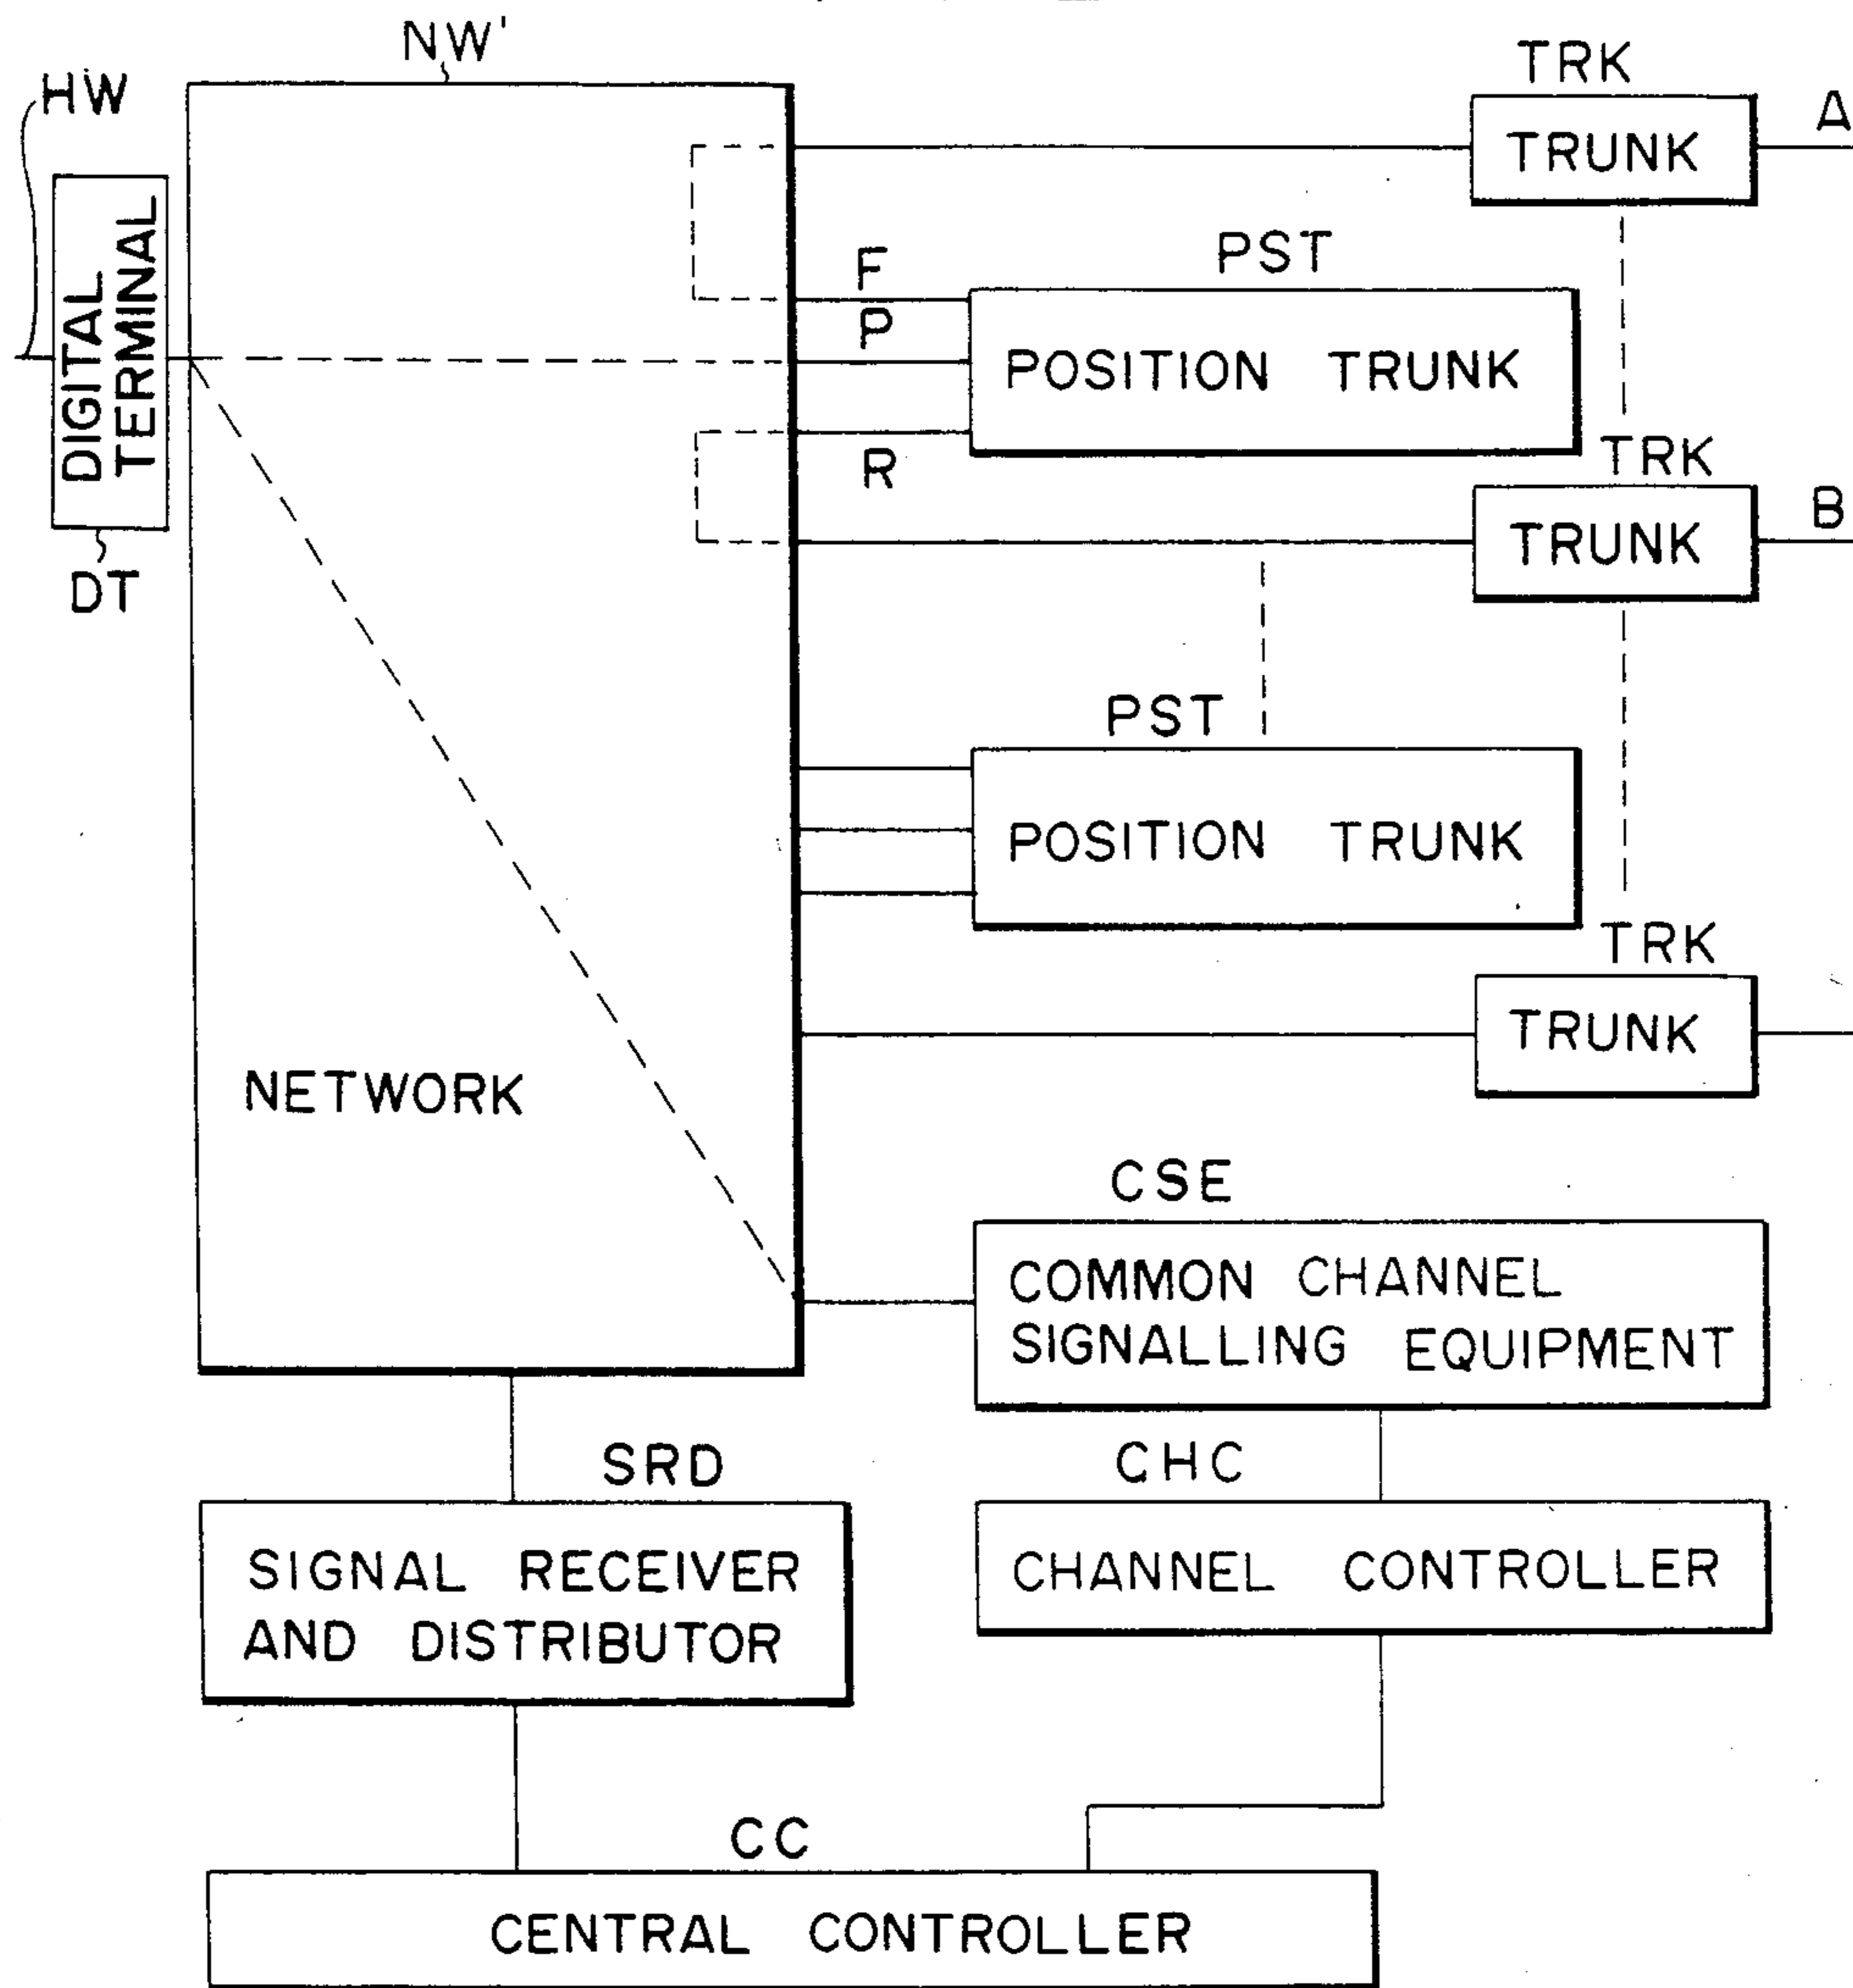 NW'
HW
TRK
A
TRUNK
F
PST
P
DIGITAL
TERMINAL
POSITION TRUNK
R
TRK
B
TRUNK
DT
PST
POSITION TRUNK
TRK
TRUNK
NETWORK
CSE
COMMON CHANNEL
SIGNALLING EQUIPMENT
SRD
CHC
SIGNAL RECEIVER
AND DISTRIBUTOR
CHANNEL CONTROLLER
CC
CENTRAL CONTROLLER